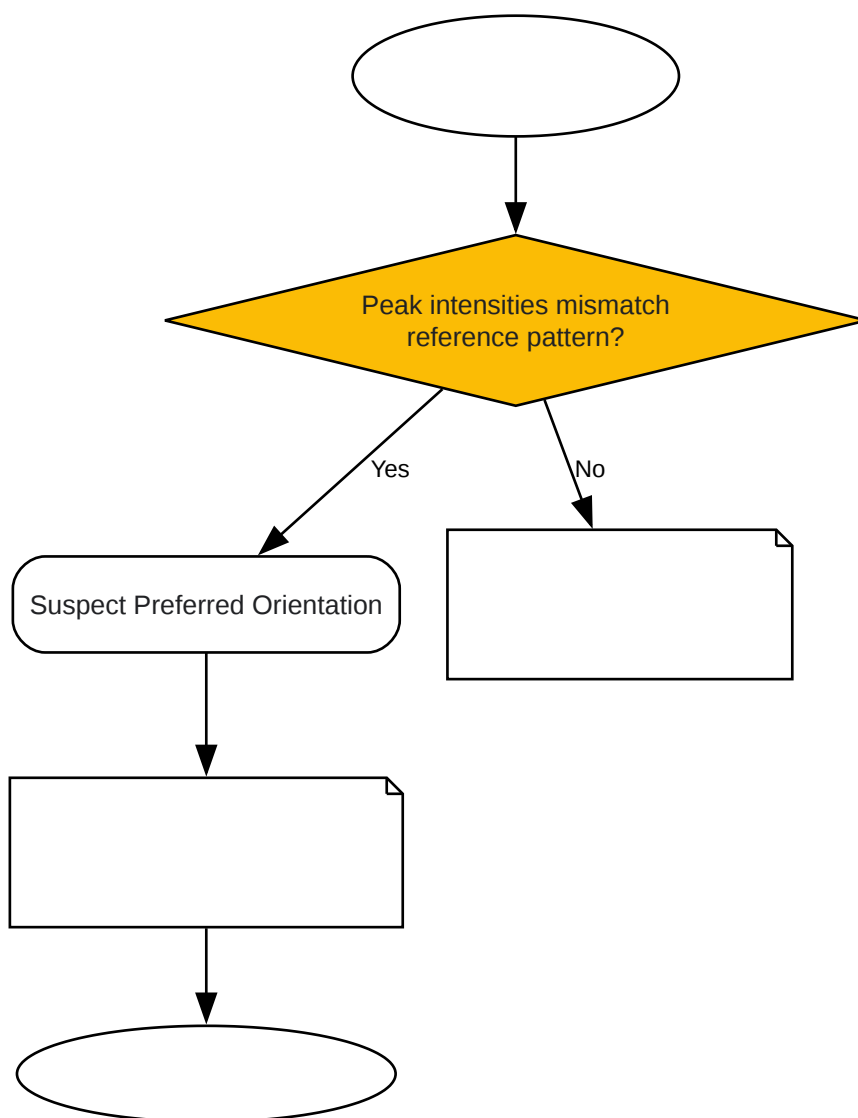 Peak intensities mismatch
reference pattern?
Yes
No
Suspect Preferred Orientation